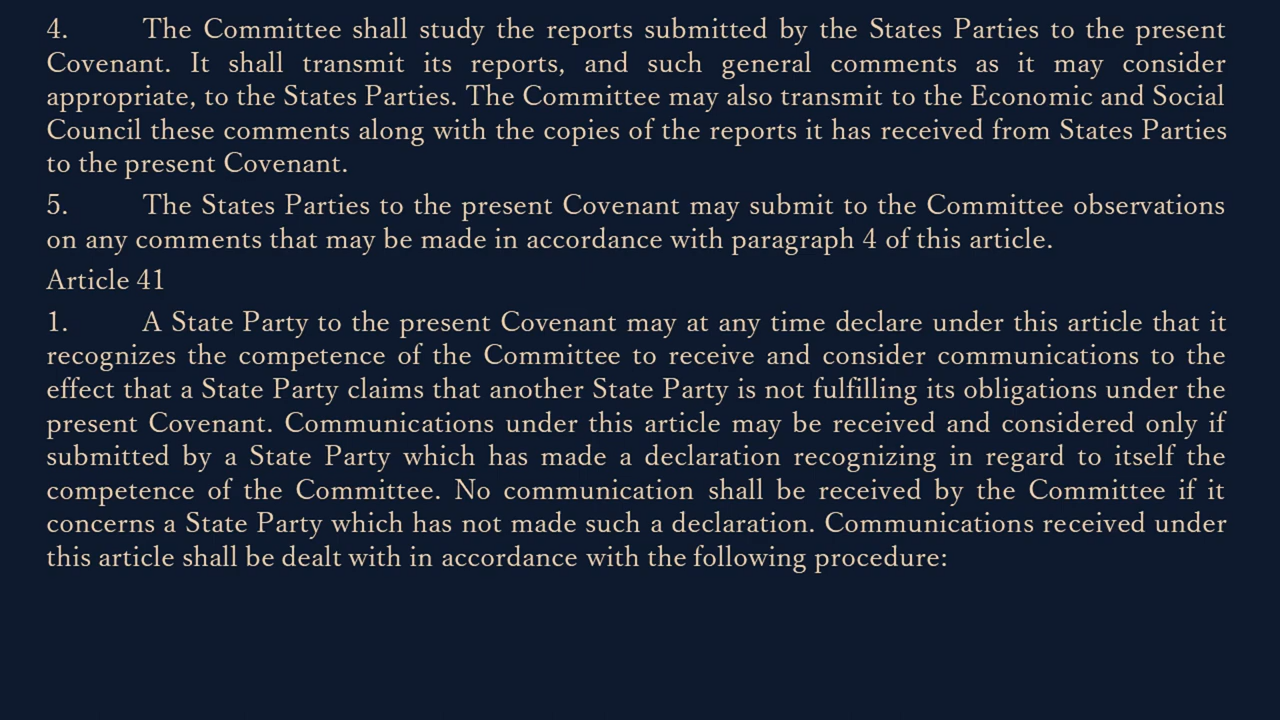 4. The Committee shall study the reports submitted by the States Parties to the present
Covenant. It shall transmit its reports, and such general comments as it may consider
appropriate, to the States Parties. The Committee may also transmit to the Economic and Social
Council these comments along with the copies of the reports it has received from States Parties
to the present Covenant.
5. The States Parties to the present Covenant may submit to the Committee observations
on any comments that may be made in accordance with paragraph 4 of this article.
Article 41
1. A State Party to the present Covenant may at any time declare under this article that it
recognizes the competence of the Committee to receive and consider communications to the
effect that a State Party claims that another State Party is not fulfilling its obligations under the
present Covenant. Communications under this article may be received and considered only if
submitted by a State Party which has made a declaration recognizing in regard to itself the
competence of the Committee. No communication shall be received by the Committee if it
concerns a State Party which has not made such a declaration. Communications received under
this article shall be dealt with in accordance with the following procedure: